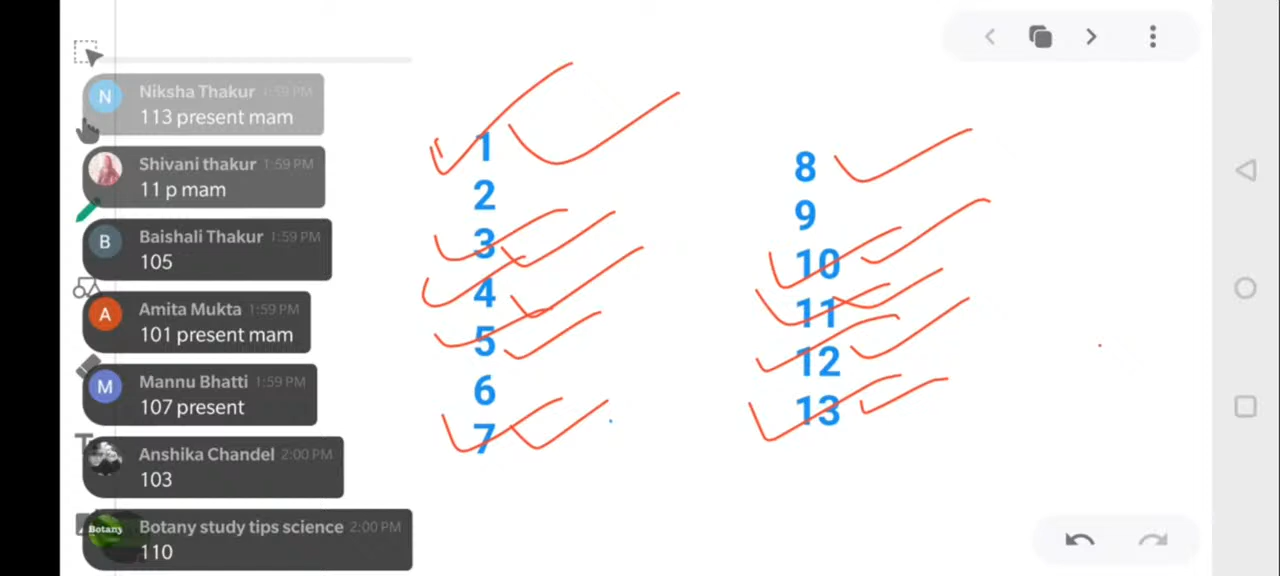 Niksha Thakur 1:59 PM
113 present mam
Shivani thakur 1:59 PM
11 p mam
Baishali Thakur 1:59 PM
105
Amita Mukta 1:59 PM
101 present mam
Mannu Bhatti 1:59 PM
107 present
Anshika Chandel 2:00 PM
103
Botany study tips science 2:00 PM
110
N
B
A
M
Botany
T
1
2
3
4
5
6
7
8
9
10
11
12
13